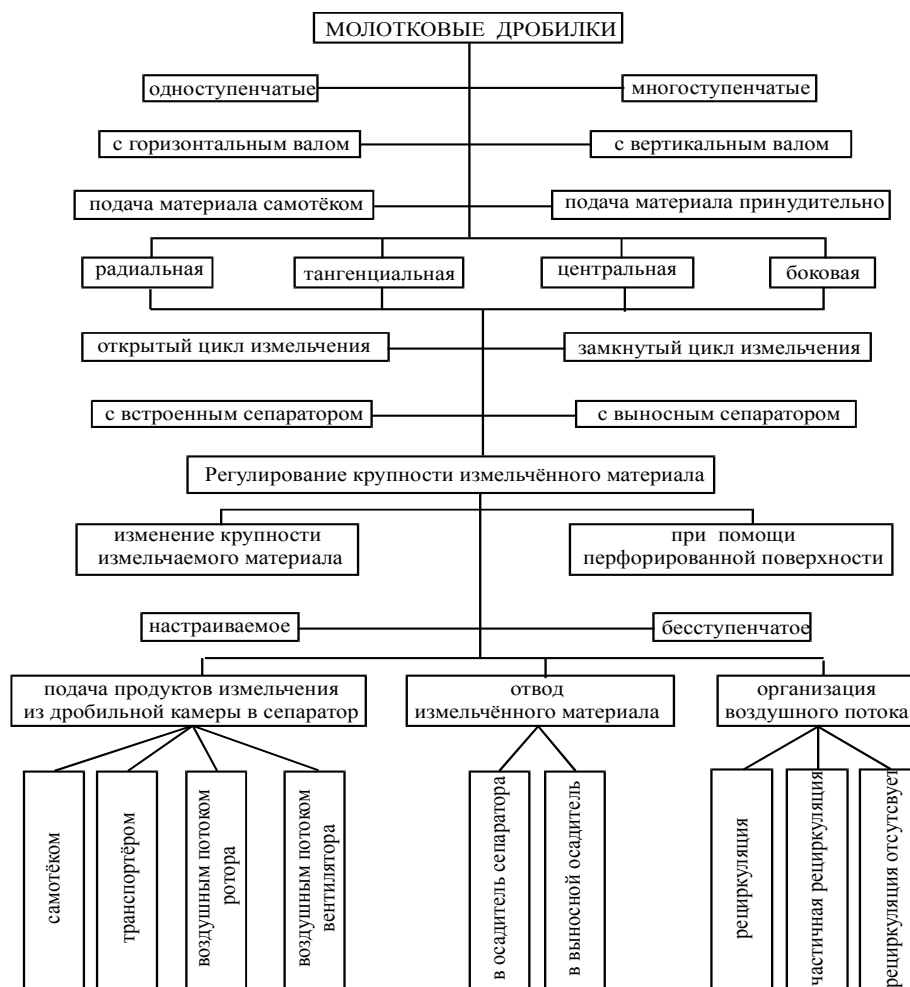 МОЛОТКОВЫЕ ДРОБИЛКИ
одноступенчатые
многоступенчатые
с горизонтальным валом
с вертикальным валом
подача материала самотёком
подача материала принудительно
радиальная
тангенциальная
центральная
боковая
открытый цикл измельчения
замкнутый цикл измельчения
с встроенным сепаратором
с выносным сепаратором
Регулирование крупности измельчённого материала
изменение крупности
измельчаемого материала
при помощи
перфорированной поверхности
настраиваемое
бесступенчатое
подача продуктов измельчения
из дробильной камеры в сепаратор
отвод
измельчённого материала
организация
воздушного потока
самотёком
транспортёром
воздушным потоком
ротора
воздушным потоком
вентилятора
в осадитель сепаратора
в выносной осадитель
рециркуляция
частичная рециркуляция
рециркуляция отсутсвует